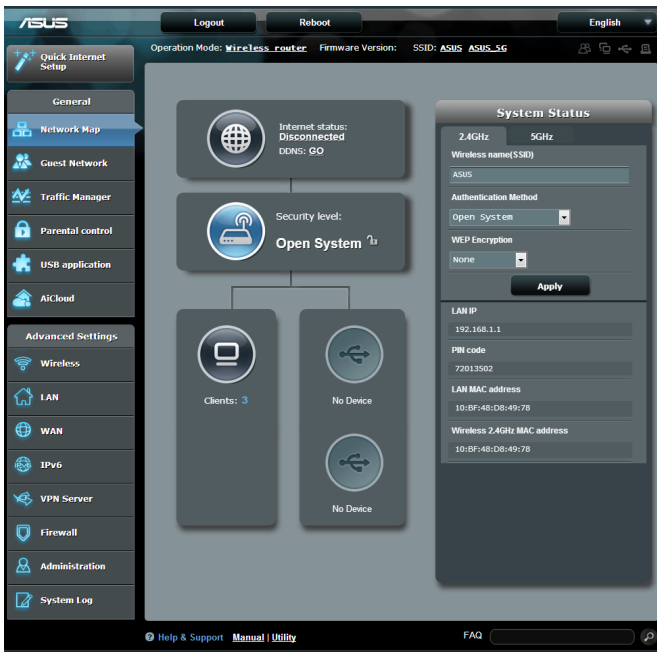 ASUS
Logout
Reboot
English
Quick Internet
Setup
Operation Mode: Wireless router Firmware Version: SSID: ASUS ASUS_5G
General
Network Map
Guest Network
Traffic Manager
Parental control
USB application
AiCloud
Advanced Settings
Wireless
LAN
WAN
IPv6
VPN Server
Firewall
Administration
System Log
Internet status:
Disconnected
DDNS: GO
Security level:
Open System
Clients: 3
No Device
No Device
System Status
2.4GHz 5GHz
Wireless name(SSID)
ASUS
Authentication Method
Open System
WEP Encryption
None
Apply
LAN IP
192.168.1.1
PIN code
72013502
LAN MAC address
10:BF:48:D8:49:78
Wireless 2.4GHz MAC address
10:BF:48:D8:49:78
Help & Support Manual | Utility
FAQ